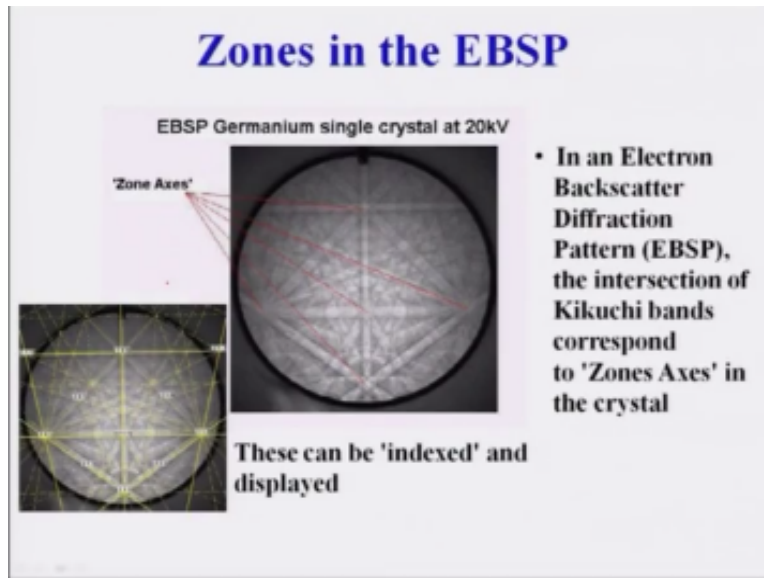 Zones in the EBSP
EBSP Germanium single crystal at 20kV
'Zone Axes'
• In an Electron
Backscatter
Diffraction
Pattern (EBSP),
the intersection of
Kikuchi bands
correspond
to 'Zones Axes' in
the crystal
These can be 'indexed' and
displayed